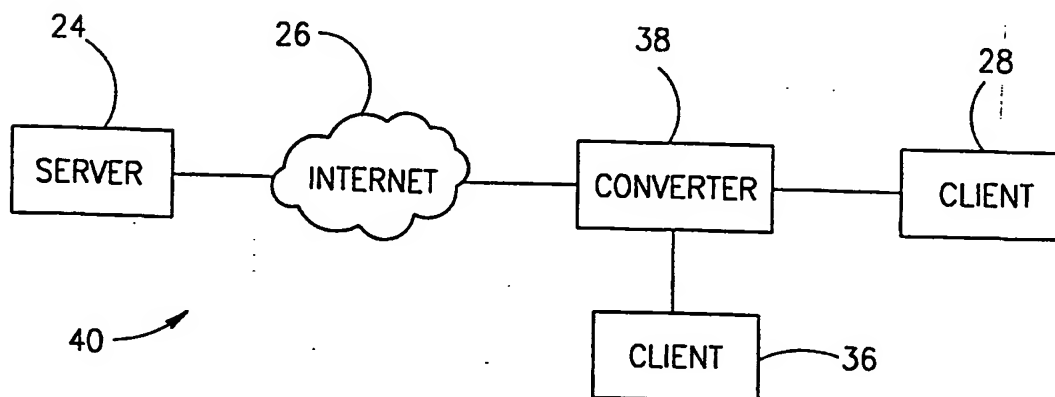 24
26
38
28
SERVER
INTERNET
CONVERTER
CLIENT
40
CLIENT
36